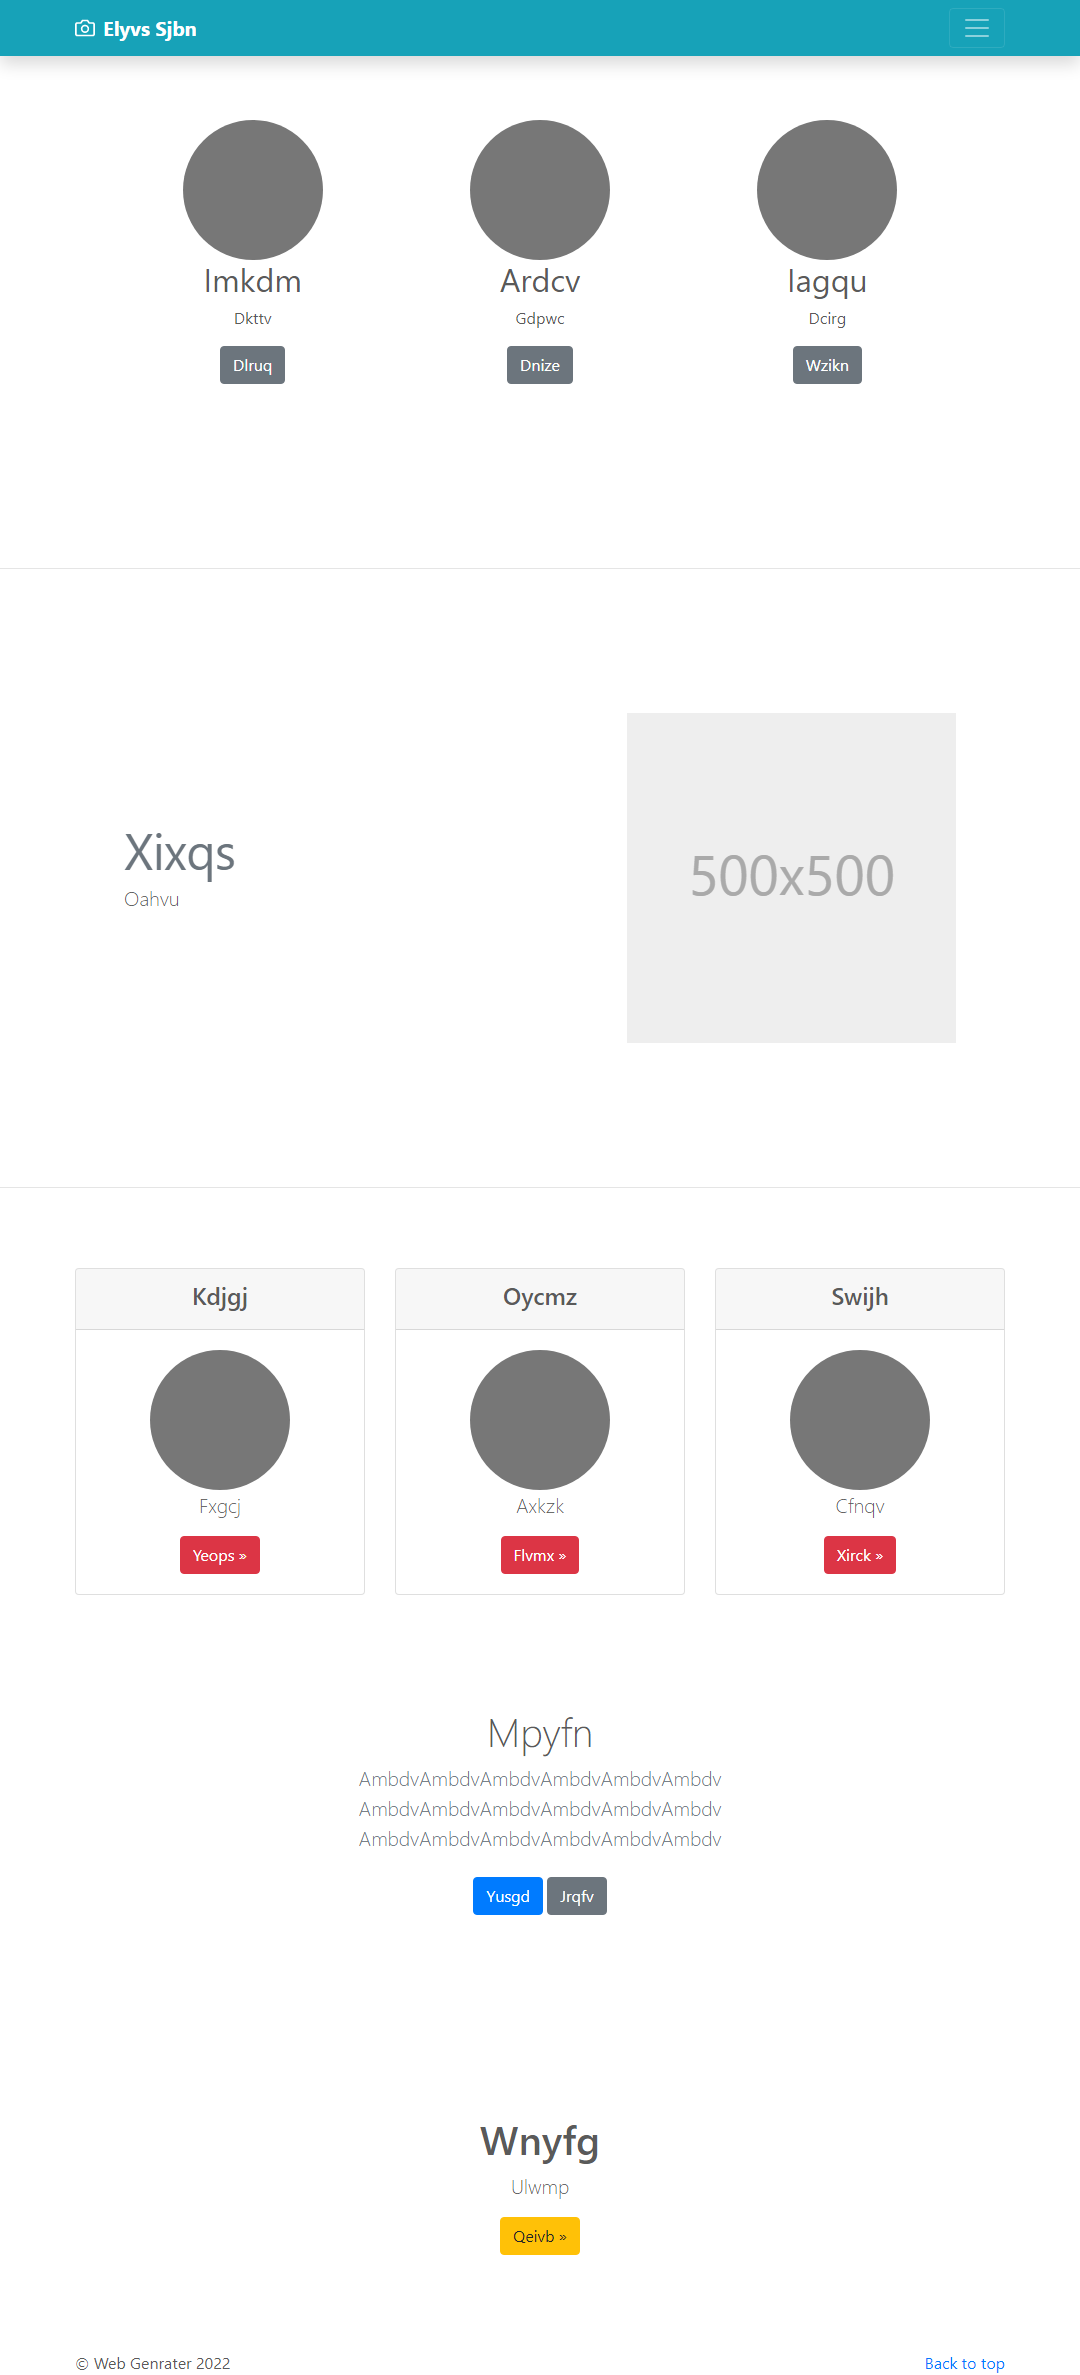 Elyvs Sjbn
Imkdm
Ardcv
Iagqu
Dkttv
Gdpwc
Dcirg
Dlruq
Dnize
Wzikn
Xixqs
Oahvu
500x500
Kdjgj
Oycmz
Swijh
Fxgcj
Axkzk
Cfnqv
Yeops »
Flvmx »
Xirck »
Mpyfn
AmbdvAmbdvAmbdvAmbdvAmbdvAmbdv
AmbdvAmbdvAmbdvAmbdvAmbdvAmbdv
AmbdvAmbdvAmbdvAmbdvAmbdvAmbdv
Yusgd Jrqfv
Wnyfg
Ulwmp
Qeivb »
© Web Genrater 2022
Back to top